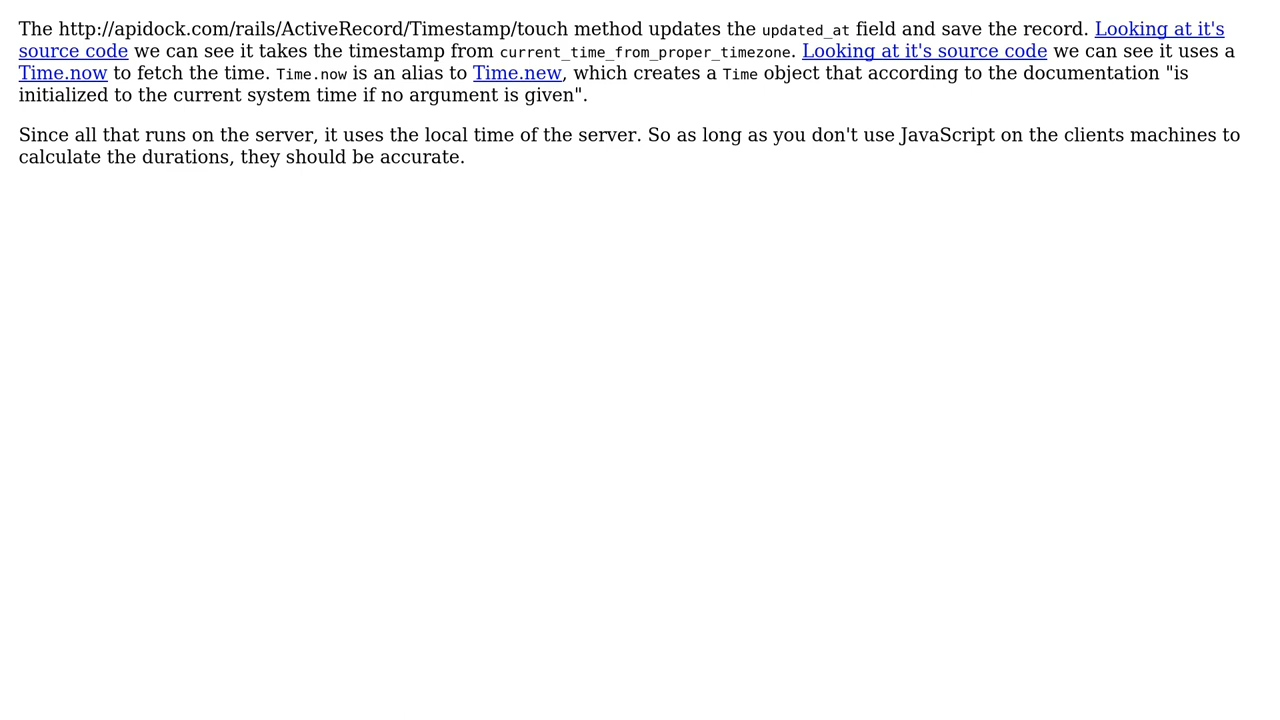 The http://apidock.com/rails/ActiveRecord/Timestamp/touch method updates the updated_at field and save the record. Looking at it's
source code we can see it takes the timestamp from current_time_from_proper_timezone. Looking at it's source code we can see it uses a
Time.now to fetch the time. Time.now is an alias to Time.new, which creates a Time object that according to the documentation "is
initialized to the current system time if no argument is given".
Since all that runs on the server, it uses the local time of the server. So as long as you don't use JavaScript on the clients machines to
calculate the durations, they should be accurate.